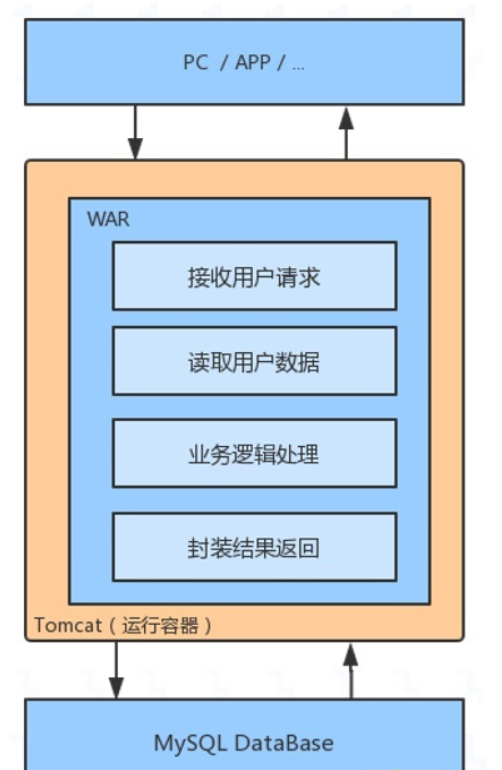 PC / APP / ...
WAR
接收用户请求
读取用户数据
业务逻辑处理
封装结果返回
Tomcat（运行容器）
MySQL DataBase